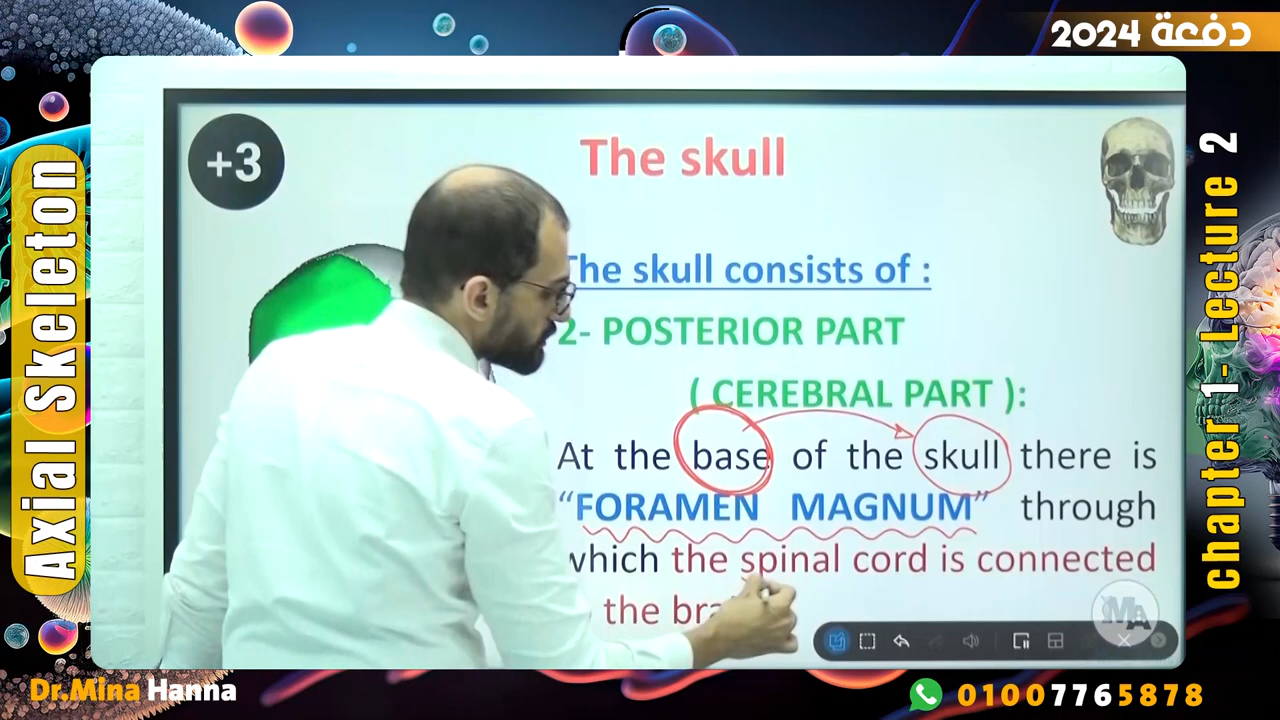 دفعة 2024
Axial Skeleton
chapter 1- Lecture 2
+3
The skull
The skull consists of :
2- POSTERIOR PART
( CEREBRAL PART ):
At the base of the skull there is
“FORAMEN MAGNUM” through
which the spinal cord is connected
the
MA
Dr.Mina Hanna
01007765878